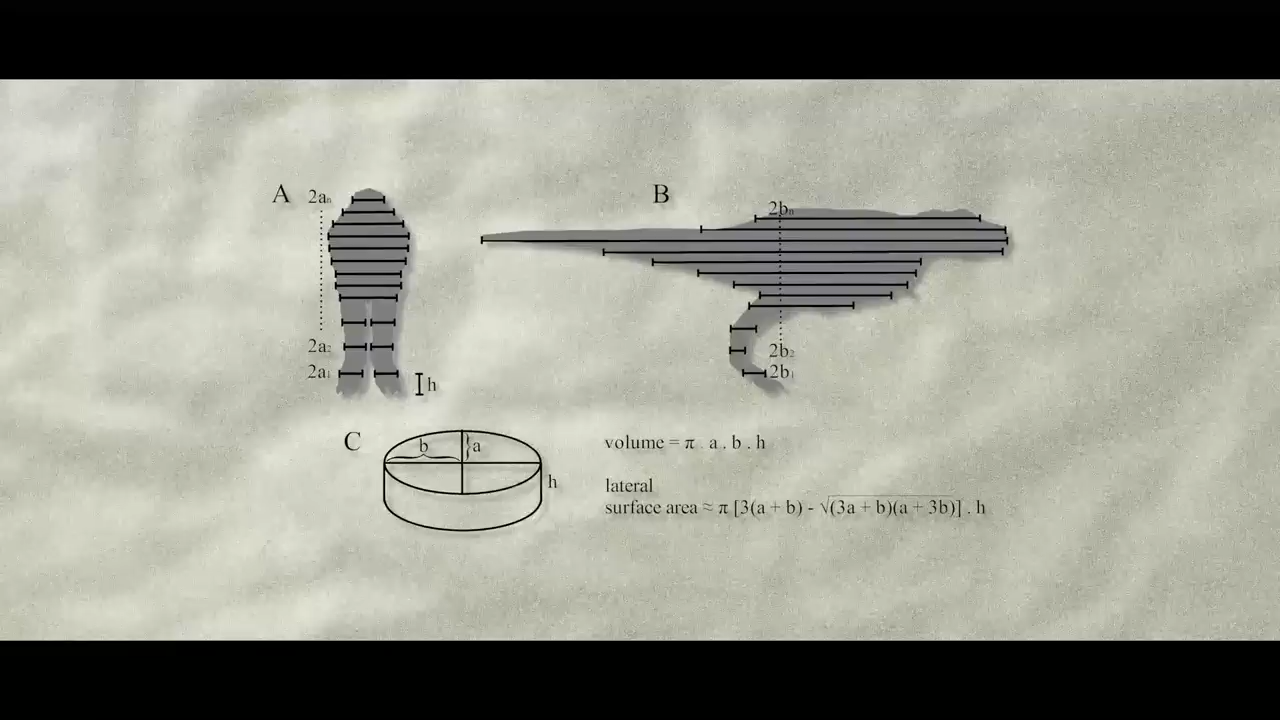 A
2aₙ
2a₂
2a₁
h
B
2bₙ
2b₂
2b₁
C
b
a
h
volume = π . a . b . h
lateral
surface area ≈ π [3(a + b) - √(3a + b)(a + 3b)] . h